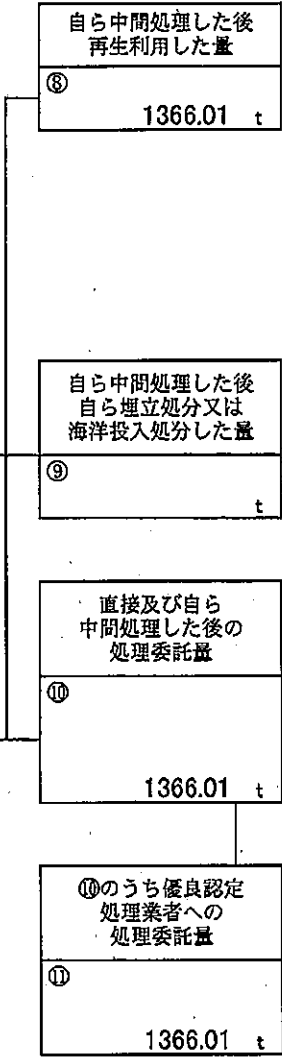 自ら中間処理した後
再生利用した量
⑧
1366.01 t
自ら中間処理した後
自ら埋立処分又は
海洋投入処分した量
⑨
t
直接及び自ら
中間処理した後の
処理委託量
⑩
1366.01 t
⑩のうち優良認定
処理業者への
処理委託量
⑪
1366.01 t